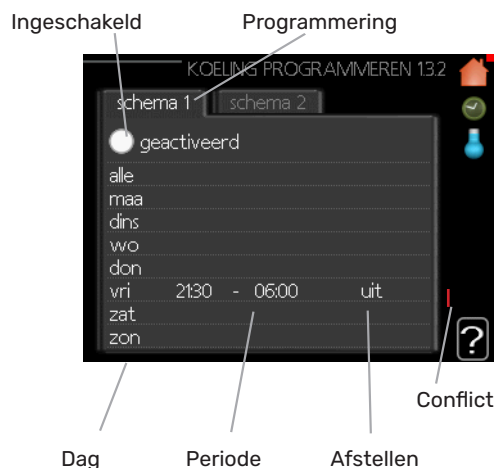 Ingeschakeld Programmering
KOELING PROGRAMMEREN 1.3.2
schema 1 schema 2
geactiveerd
alle
maa
dins
wo
don
vri 21:30 - 06:00 uit
zat
zon
?
Conflict
Dag Periode Afstellen